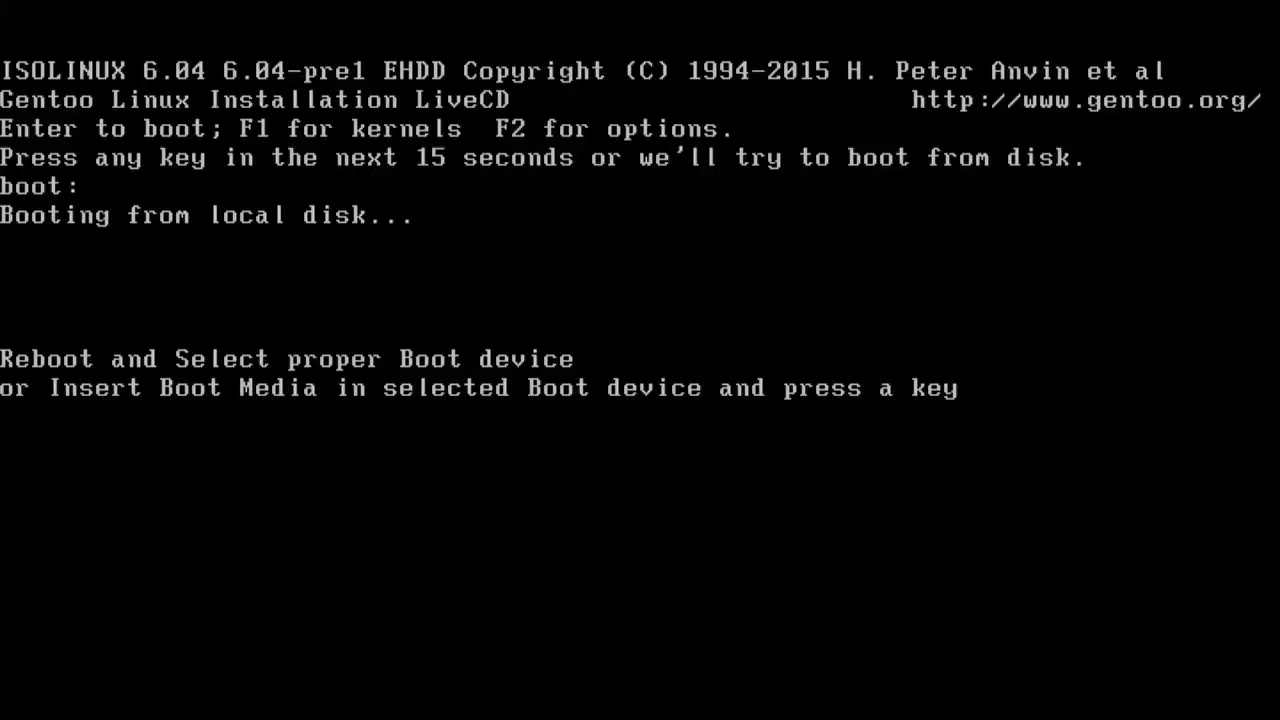 ISOLINUX 6.04 6.04-pre1 EHDD Copyright (C) 1994-2015 H. Peter Anvin et al
Gentoo Linux Installation LiveCD http://www.gentoo.org/
Enter to boot; F1 for kernels  F2 for options.
Press any key in the next 15 seconds or we'll try to boot from disk.
boot:
Booting from local disk...
Reboot and Select proper Boot device
or Insert Boot Media in selected Boot device and press a key